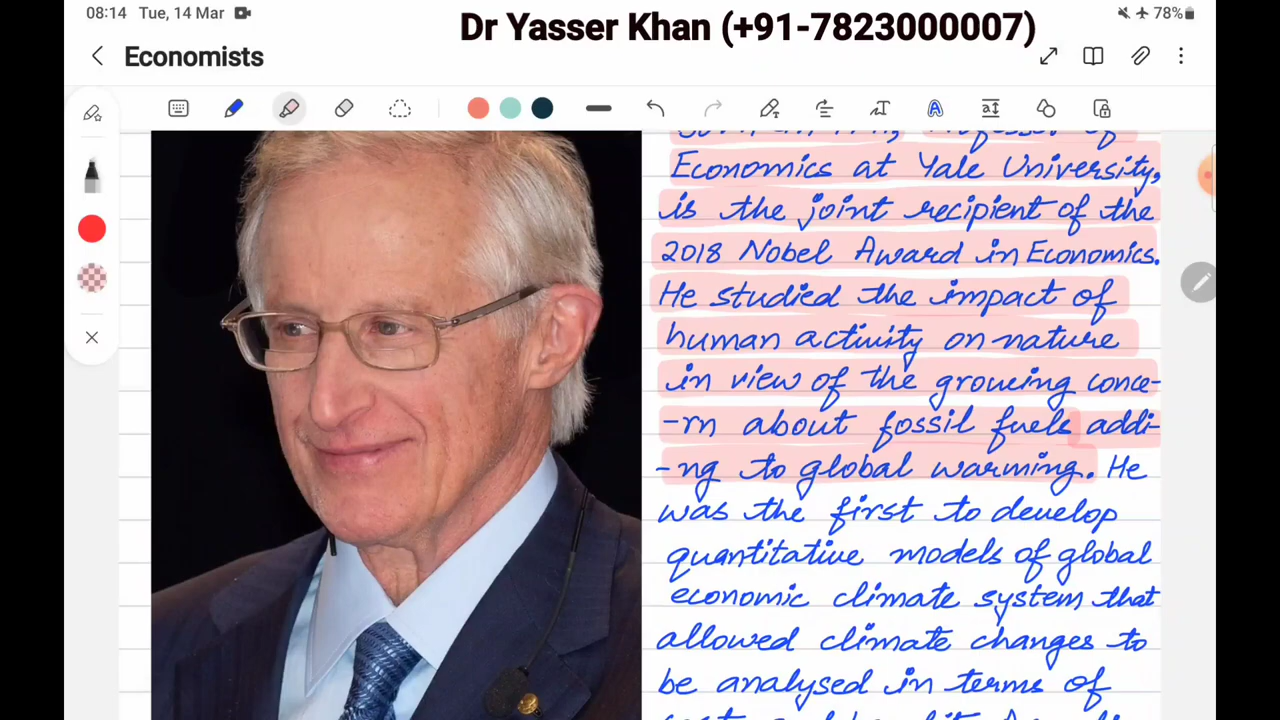 08:14 Tue, 14 Mar
78%
Dr Yasser Khan (+91-7823000007)
Economists
Economics at Yale University,
is the joint recipient of the
2018 Nobel Award in Economics.
He studied the impact of
human activity on nature
in view of the growing conce-
-rn about fossil fuels addi-
-ng to global warming. He
was the first to develop
quantitative models of global
economic climate system that
allowed climate changes to
be analysed in terms of